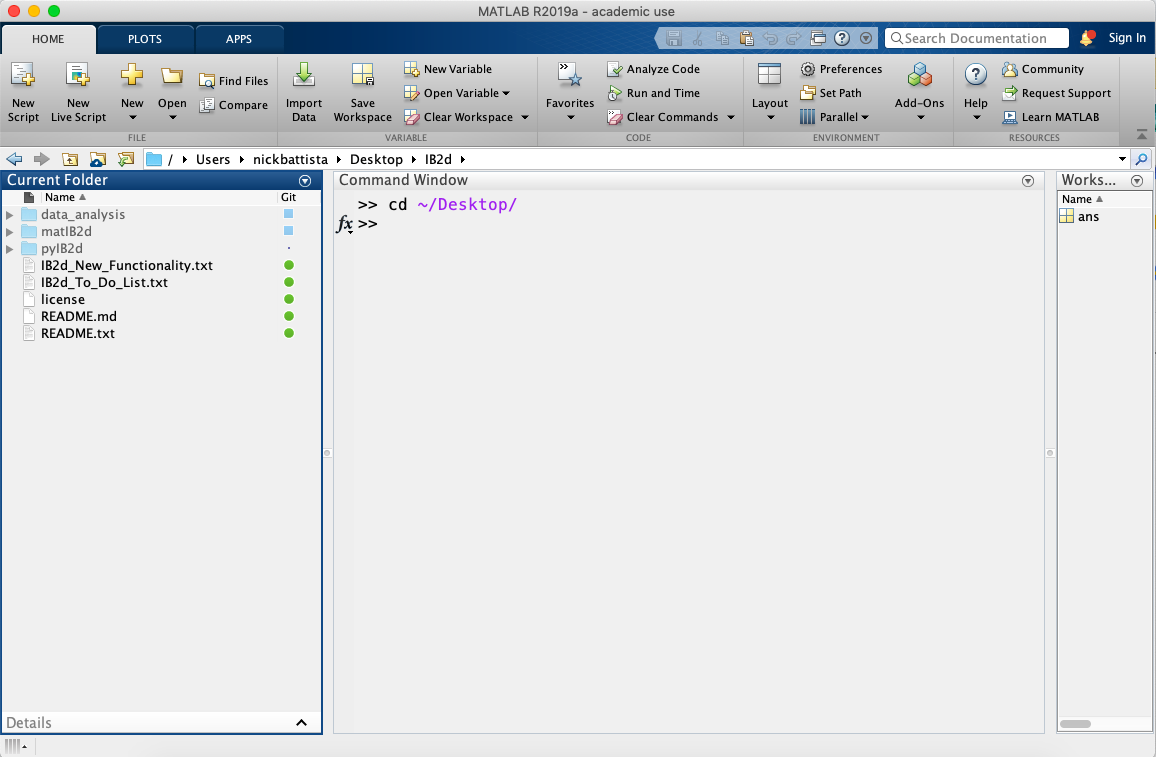 MATLAB R2019a - academic use
HOME PLOTS APPS Search Documentation Sign In
New Script
New Live Script
New
Open
Find Files
Compare
FILE
Import Data
Save Workspace
New Variable
Open Variable
Clear Workspace
VARIABLE
Favorites
Analyze Code
Run and Time
Clear Commands
CODE
Layout
Preferences
Set Path
Parallel
ENVIRONMENT
Add-Ons
Help
Community
Request Support
Learn MATLAB
RESOURCES
/ Users nickbattista Desktop IB2d
Current Folder
Name Git
data_analysis
matIB2d
pyIB2d
IB2d_New_Functionality.txt
IB2d_To_Do_List.txt
license
README.md
README.txt
Details
Command Window
>> cd ~/Desktop/
fx >>
Works...
Name
ans